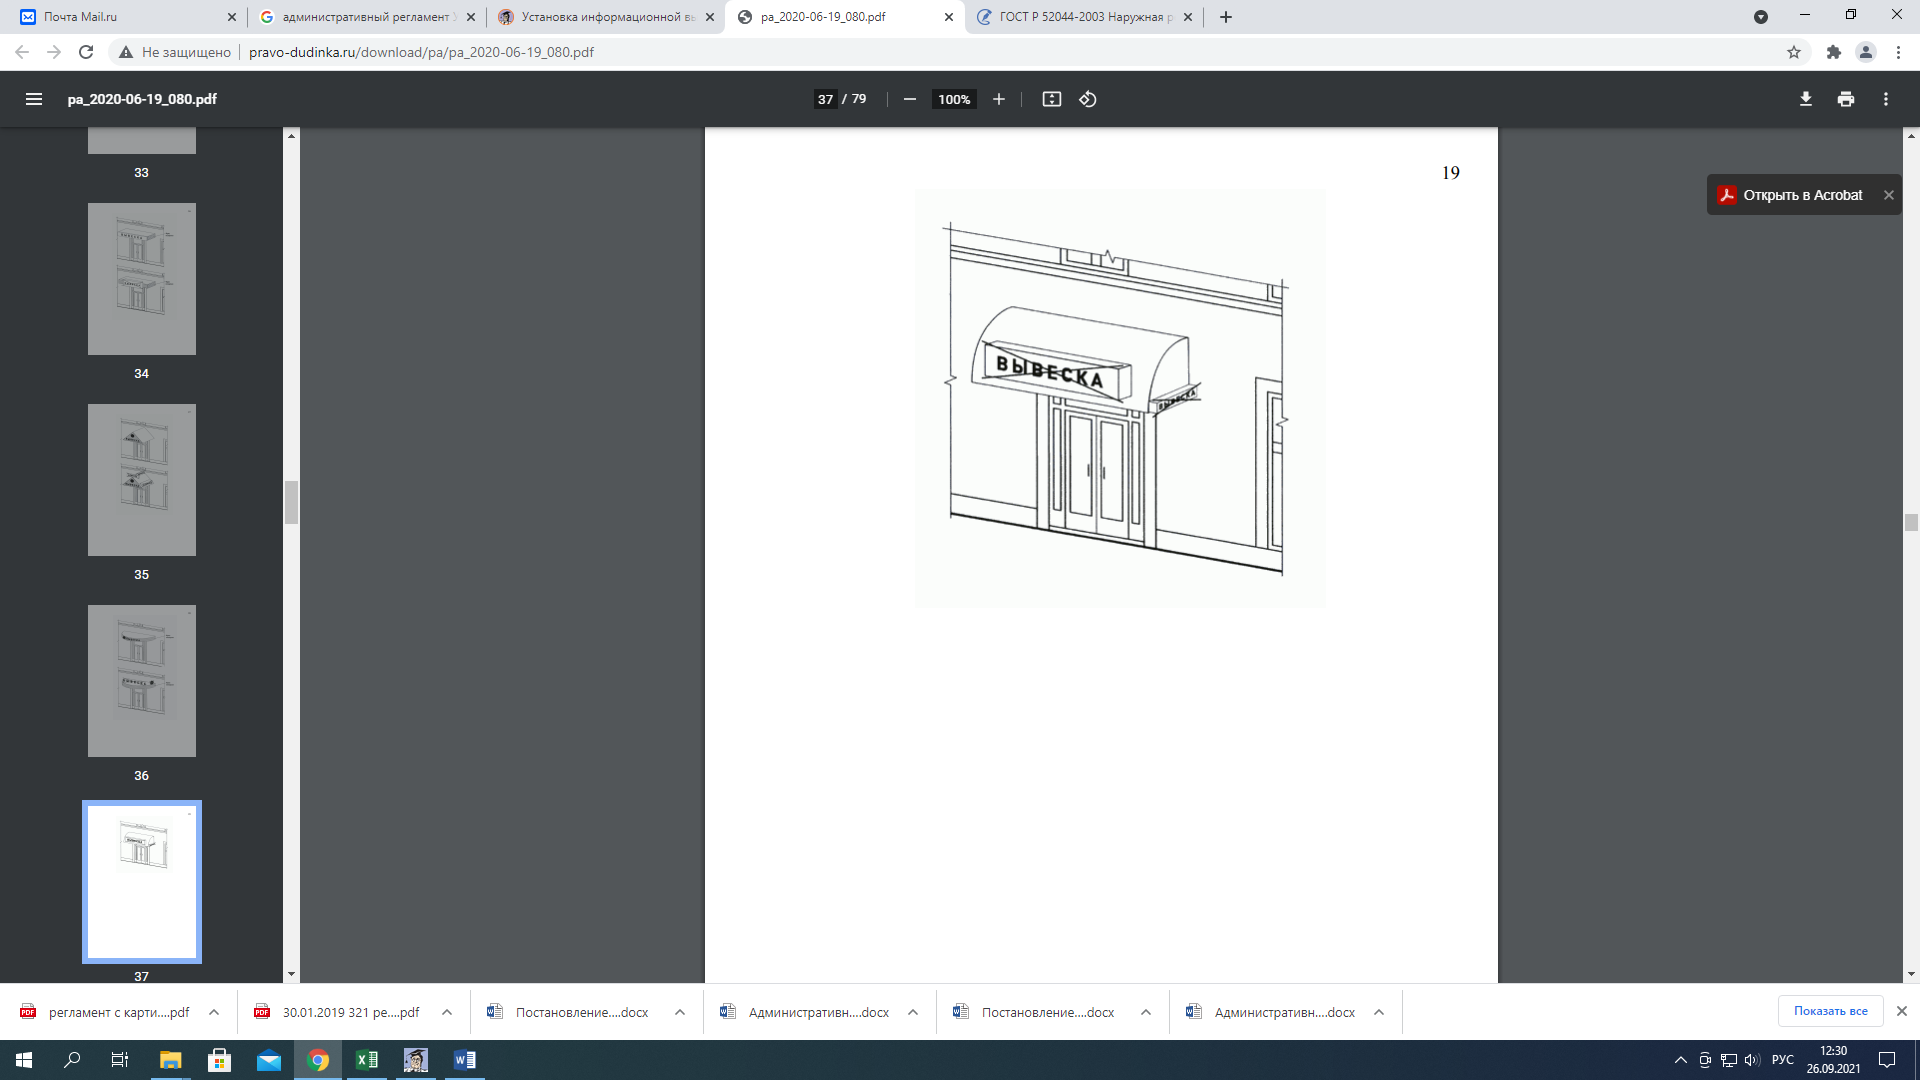 Почта Mail.ru
административный регламент У
Установка информационной вы
pa_2020-06-19_080.pdf
ГОСТ Р 52044-2003 Наружная р
Не защищено
pravo-dudinka.ru/download/pa/pa_2020-06-19_080.pdf
pa_2020-06-19_080.pdf
37 / 79
100%
33
34
35
36
37
19
Открыть в Acrobat
ВЫВЕСКА
ВЫВЕСКА
регламент с карти....pdf
30.01.2019 321 ре....pdf
Постановление....docx
Административн....docx
Постановление....docx
Административн....docx
Показать все
РУС
12:30
26.09.2021